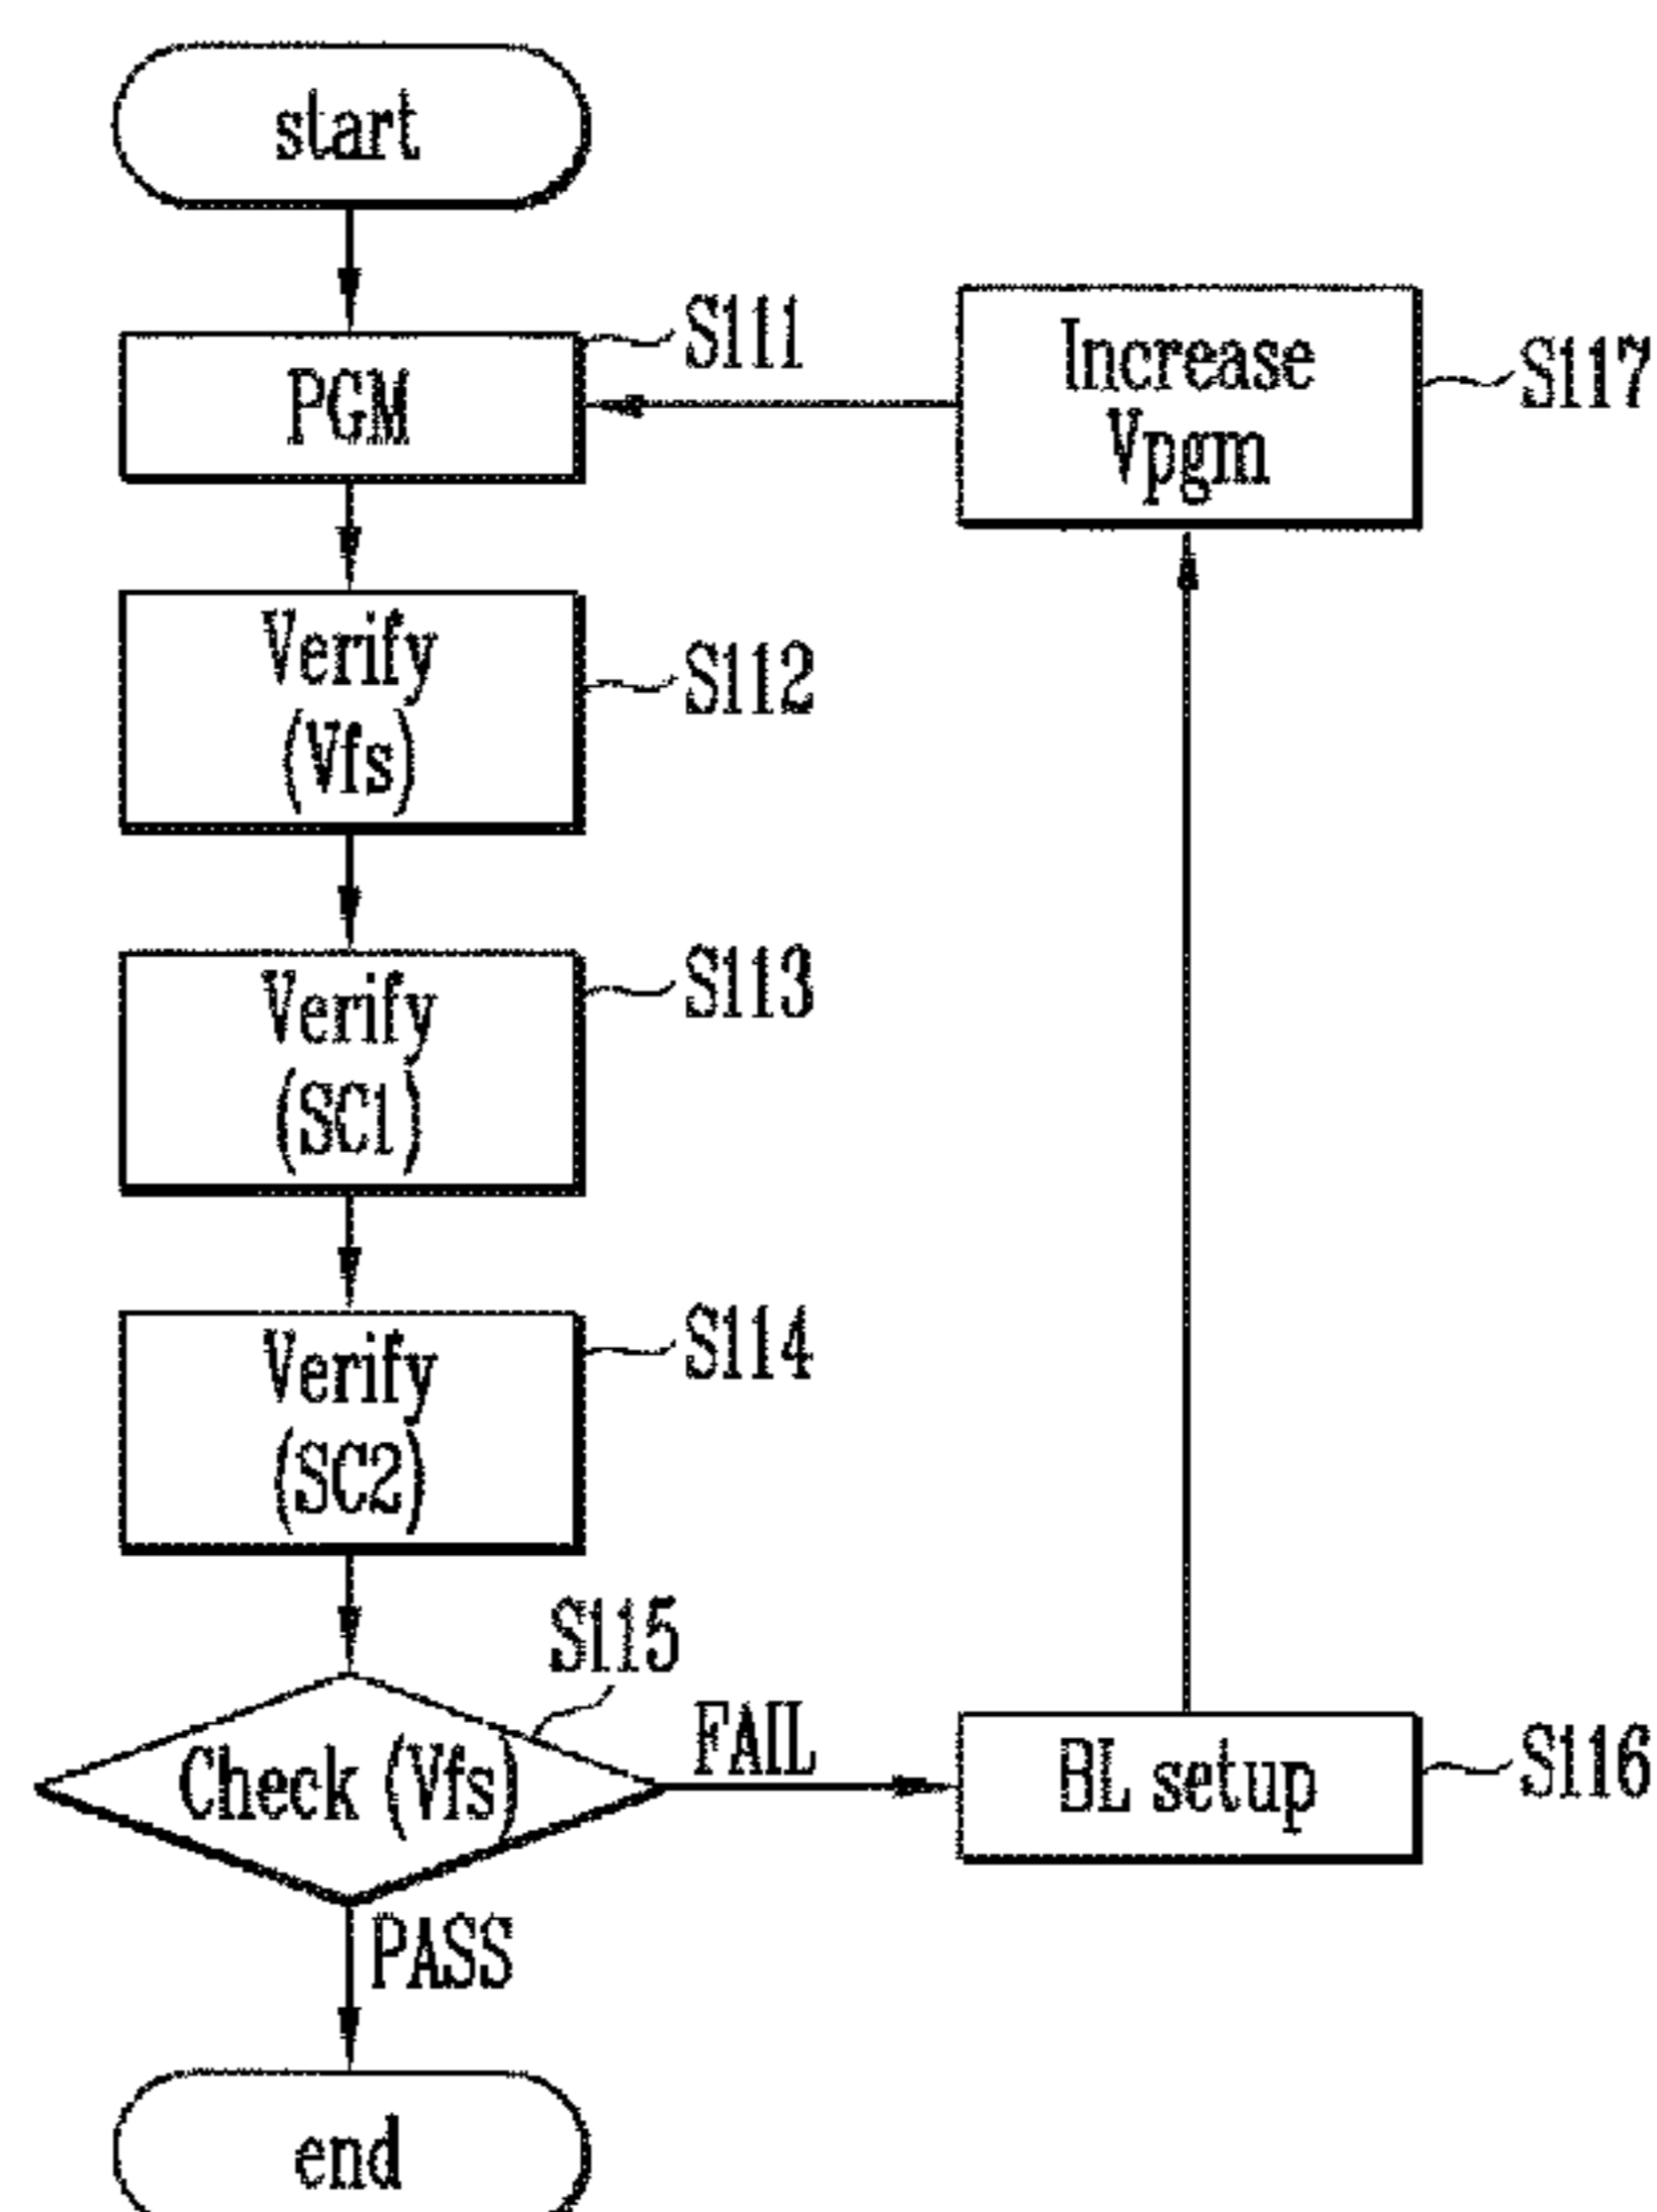 start
S111
PGM
Increase
Vpgm
S117
Verify
(Vfs)
S112
Verify
(SC1)
S113
Verify
(SC2)
S114
S115
Check (Vfs)
FAIL
BL setup
S116
PASS
end